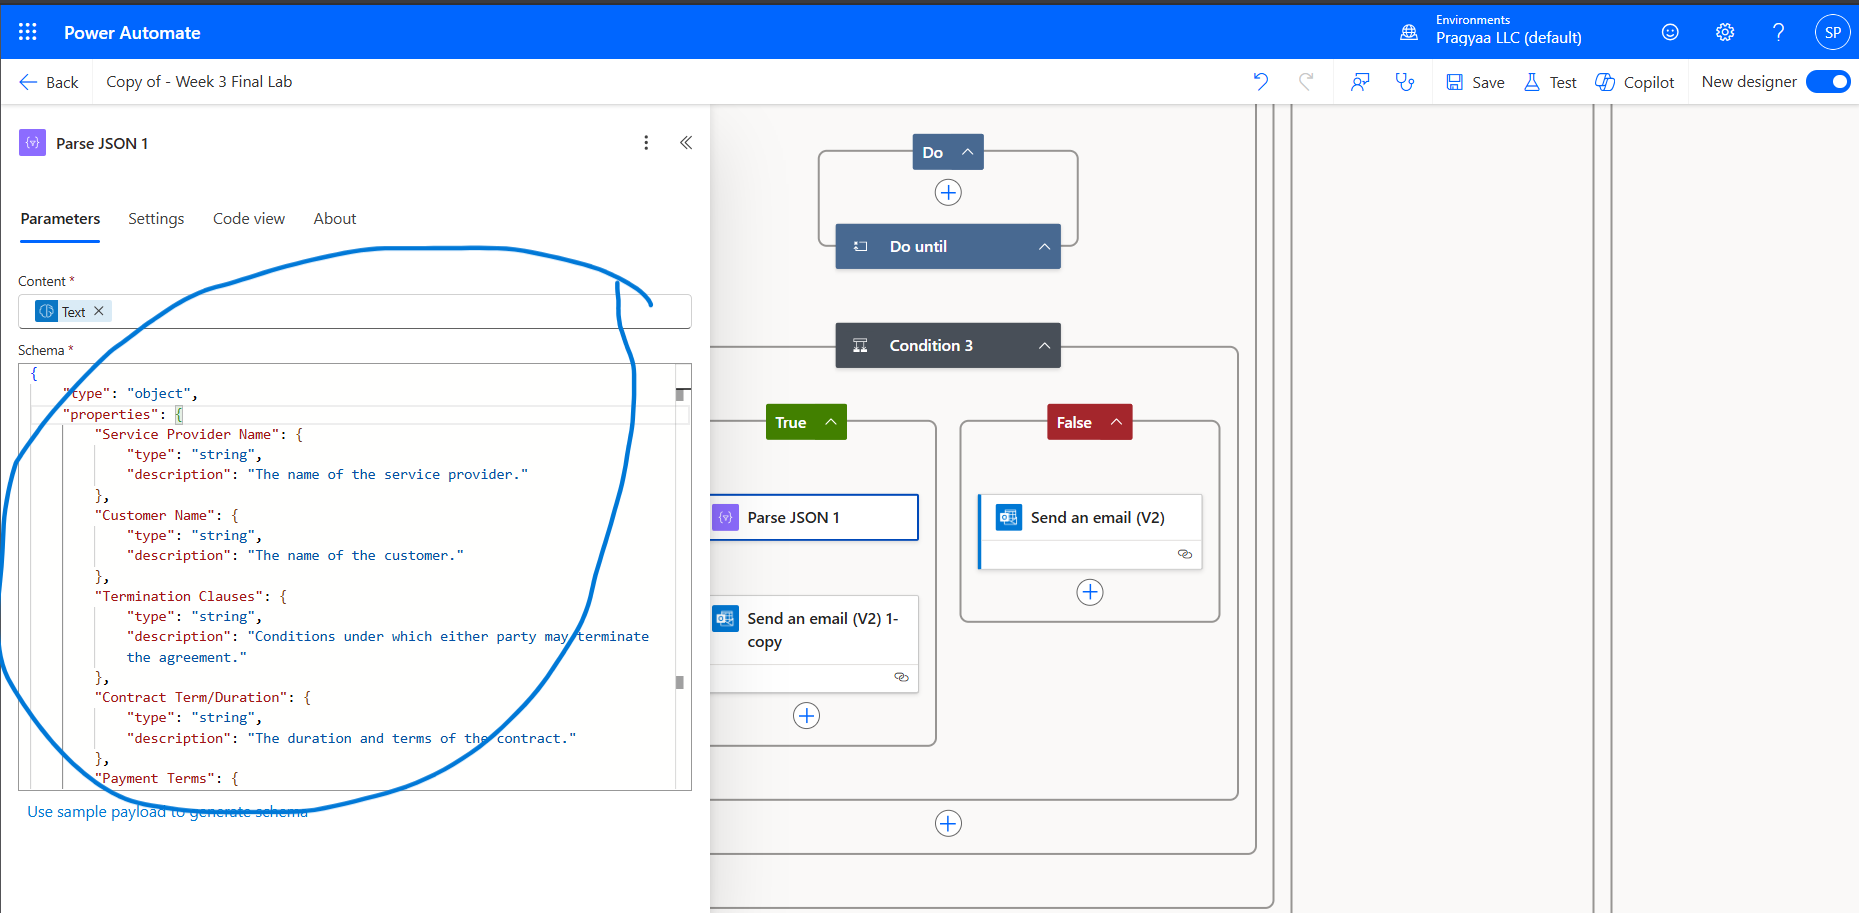 Power Automate
Environments
Pragyaa LLC (default)
?
SP
Back
Copy of - Week 3 Final Lab
Save
Test
Copilot
New designer
Parse JSON 1
Parameters
Settings
Code view
About
Content *
Text
Schema *
{
"type": "object",
"properties": {
"Service Provider Name": {
"type": "string",
"description": "The name of the service provider."
},
"Customer Name": {
"type": "string",
"description": "The name of the customer."
},
"Termination Clauses": {
"type": "string",
"description": "Conditions under which either party may terminate
the agreement."
},
"Contract Term/Duration": {
"type": "string",
"description": "The duration and terms of the contract."
},
"Payment Terms": {
Use sample payload to generate schema
Do
Do until
Condition 3
True
False
Parse JSON 1
Send an email (V2) 1-
copy
Send an email (V2)